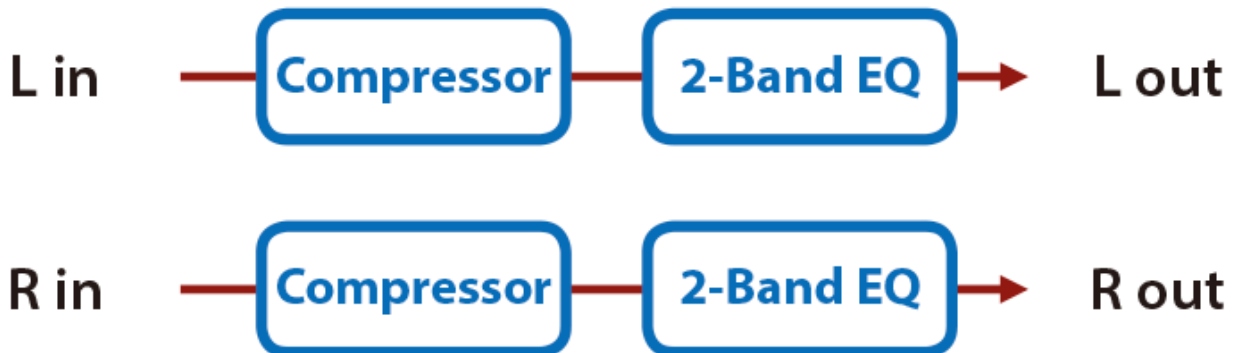 L in Compressor 2-Band EQ L out
R in Compressor 2-Band EQ R out